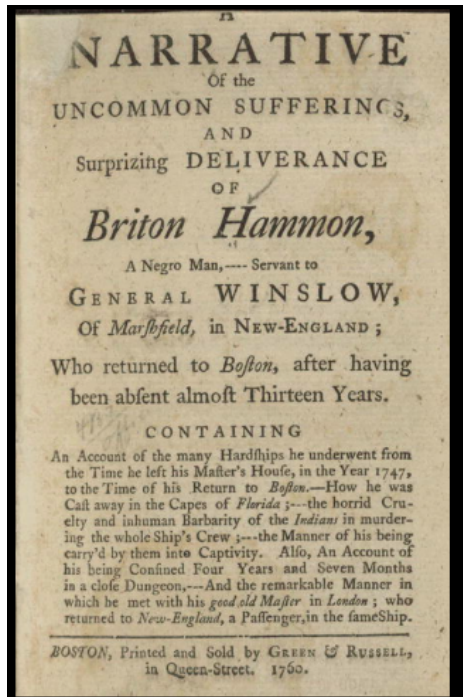 A
NARRATIVE
Of the
UNCOMMON SUFFERINGS,
AND
Surprizing DELIVERANCE
OF
Briton Hammon,
A Negro Man,---- Servant to
GENERAL WINSLOW,
Of Marſhfield, in NEW-ENGLAND ;
Who returned to Boſton, after having
been abſent almoſt Thirteen Years.
CONTAINING
An Account of the many Hardſhips he underwent from
the Time he left his Maſter's Houſe, in the Year 1747,
to the Time of his Return to Boſton.—How he was
Caſt away in the Capes of Florida ;---the horrid Cru-
elty and inhuman Barbarity of the Indians in murder-
ing the whole Ship's Crew ;---the Manner of his being
carry'd by them into Captivity. Alſo, An Account of
his being Confined Four Years and Seven Months
in a cloſe Dungeon,---And the remarkable Manner in
which he met with his good old Maſter in London ; who
returned to New-England, a Paſſenger,in the ſameShip.
BOSTON, Printed and Sold by GREEN & RUSSELL,
in Queen-Street. 1760.